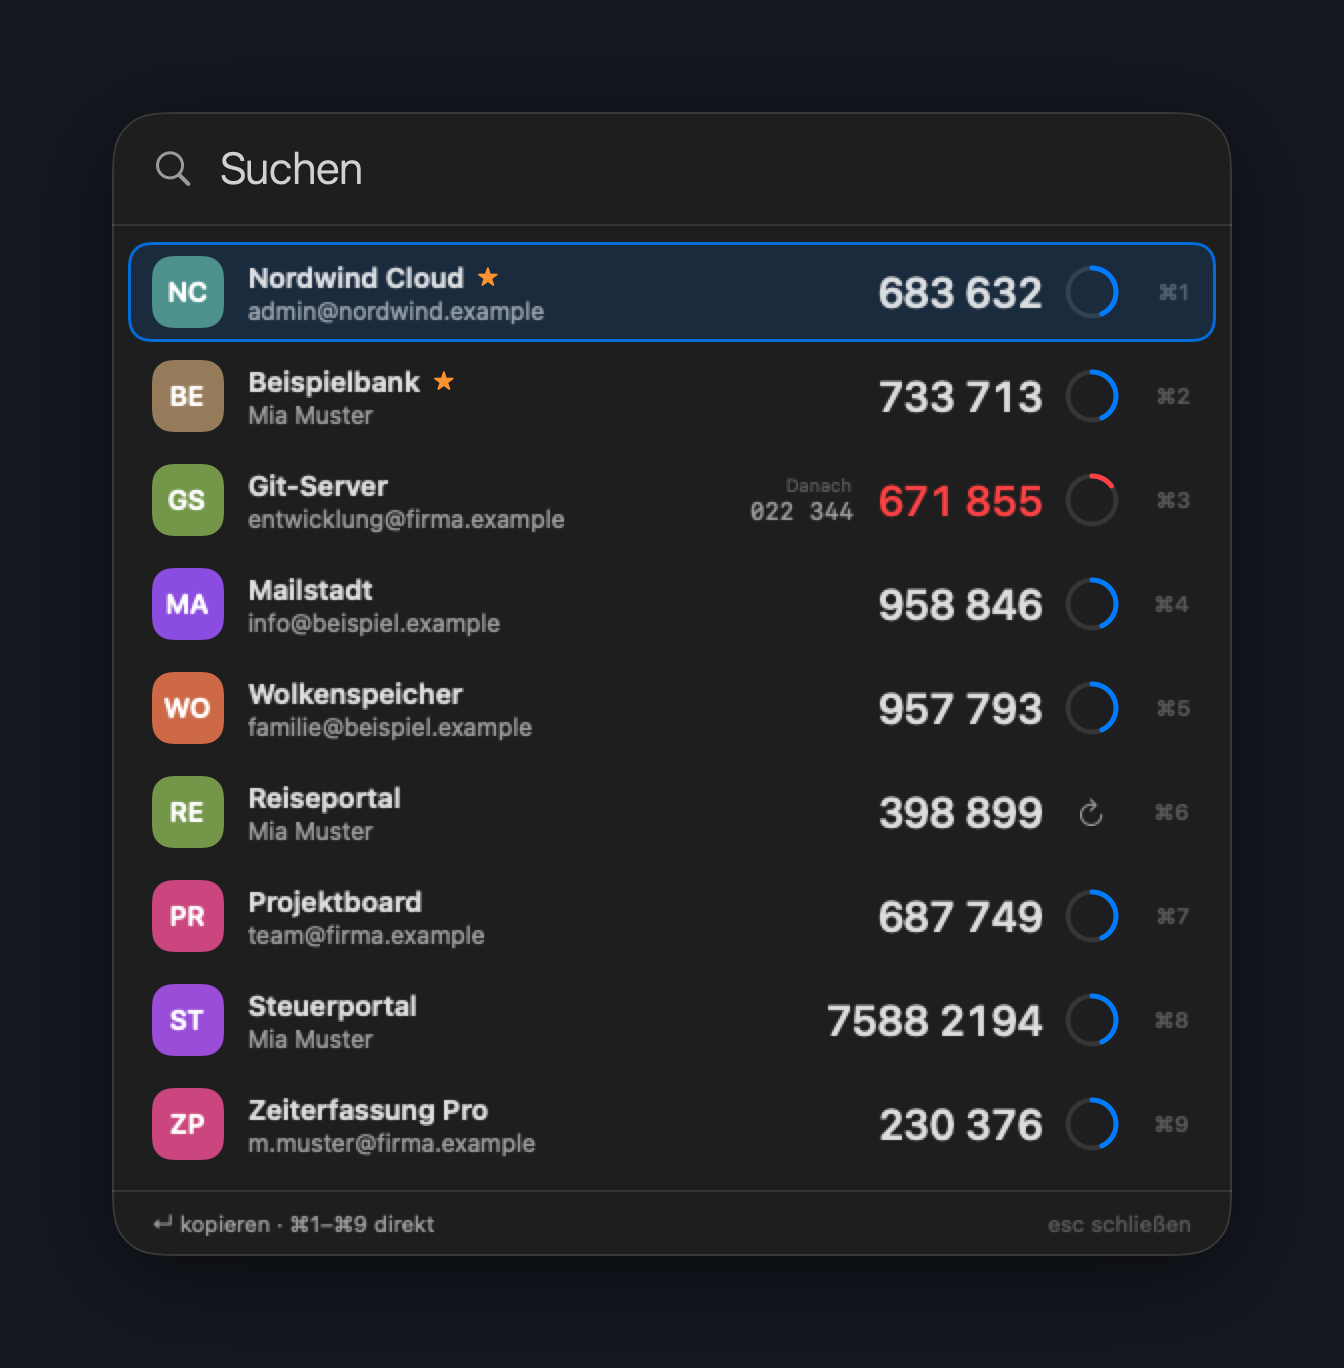 Suchen
NC Nordwind Cloud ★ 683 632 ⌘1
admin@nordwind.example
BE Beispielbank ★ 733 713 ⌘2
Mia Muster
GS Git-Server Danach 671 855 ⌘3
entwicklung@firma.example 022 344
MA Mailstadt 958 846 ⌘4
info@beispiel.example
WO Wolkenspeicher 957 793 ⌘5
familie@beispiel.example
RE Reiseportal 398 899 ⌘6
Mia Muster
PR Projektboard 687 749 ⌘7
team@firma.example
ST Steuerportal 7588 2194 ⌘8
Mia Muster
ZP Zeiterfassung Pro 230 376 ⌘9
m.muster@firma.example
↵ kopieren · ⌘1–⌘9 direkt esc schließen